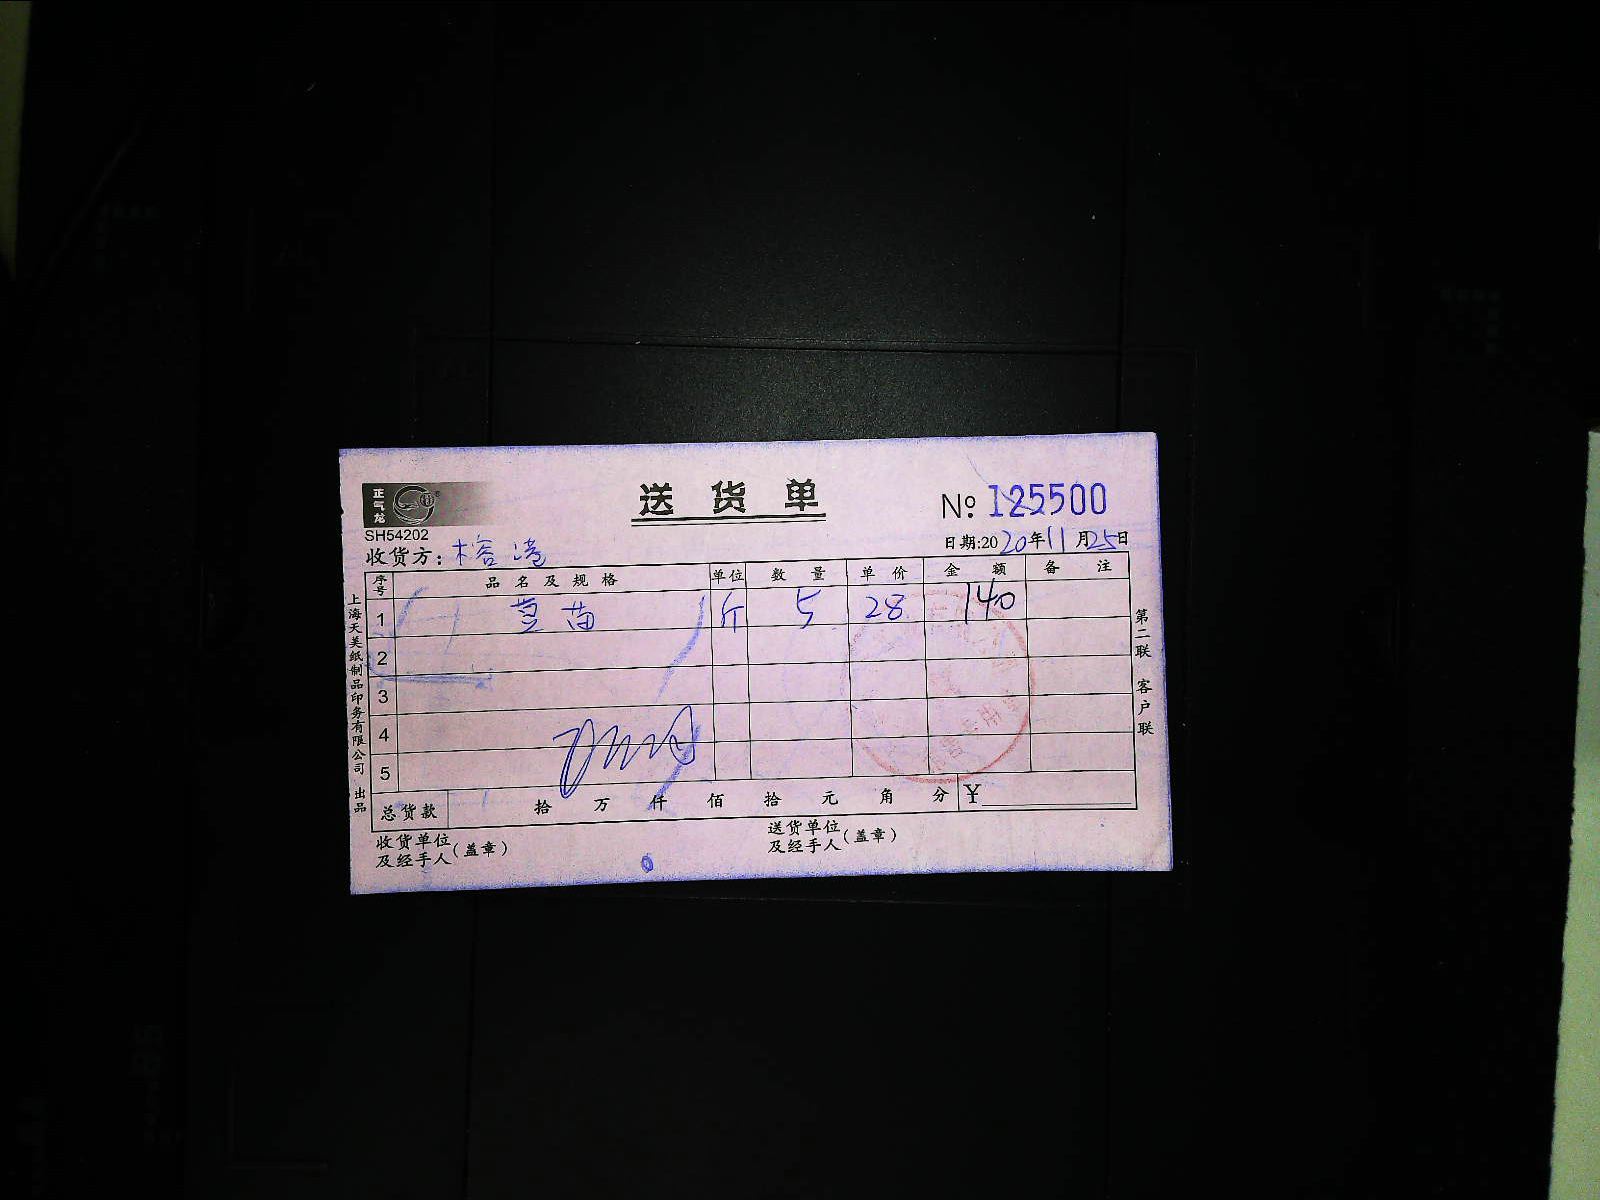 正气龙
送货单
№ 125500
SH54202
收货方：榕港
日期：2020年11月25日
序号 品名及规格 单位 数量 单价 金额 备注
1 荳苗 斤 5 28 140
2
3
4
5
总货款 拾 万 仟 佰 拾 元 角 分 ¥
收货单位及经手人（盖章）
送货单位及经手人（盖章）
上海天美纸制品印务有限公司 出品
第二联 客户联